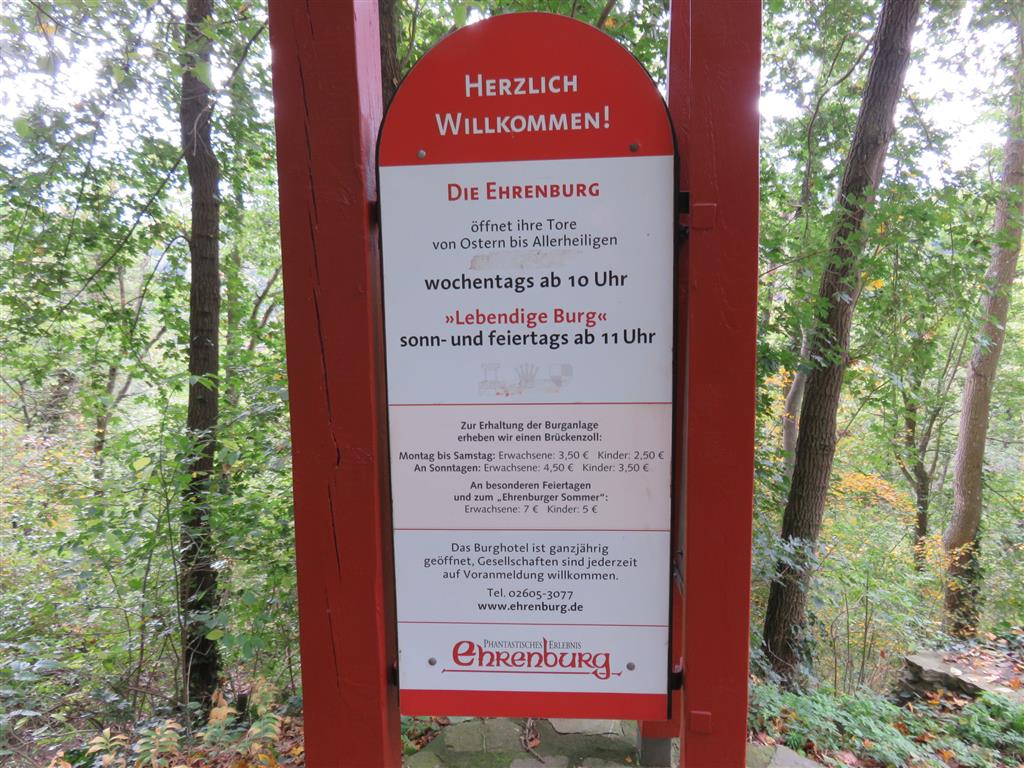 Herzlich
Willkommen!
Die Ehrenburg
öffnet ihre Tore
von Ostern bis Allerheiligen
wochentags ab 10 Uhr
»Lebendige Burg«
sonn- und feiertags ab 11 Uhr
Zur Erhaltung der Burganlage
erheben wir einen Brückenzoll:
Montag bis Samstag: Erwachsene: 3,50 € Kinder: 2,50 €
An Sonntagen: Erwachsene: 4,50 € Kinder: 3,50 €
An besonderen Feiertagen
und zum „Ehrenburger Sommer“:
Erwachsene: 7 € Kinder: 5 €
Das Burghotel ist ganzjährig
geöffnet, Gesellschaften sind jederzeit
auf Voranmeldung willkommen.
Tel. 02605-3077
www.ehrenburg.de
Phantastisches Erlebnis
Ehrenburg